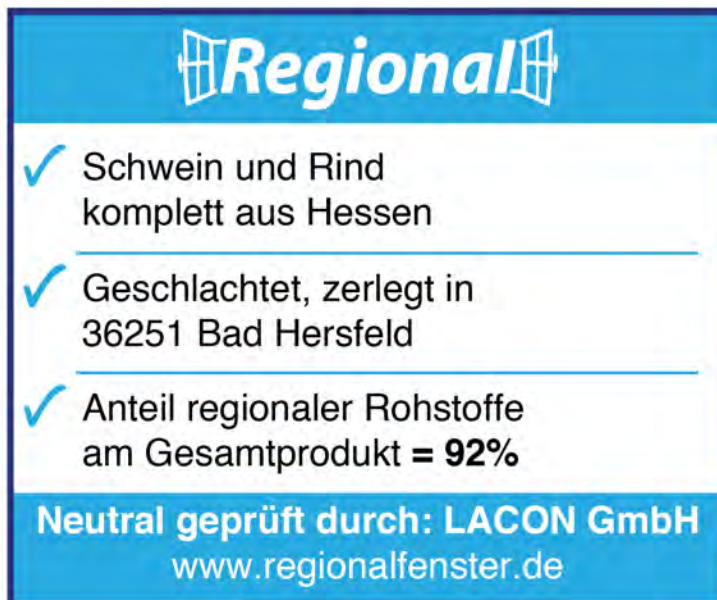 Regional
Schwein und Rind
komplett aus Hessen
Geschlachtet, zerlegt in
36251 Bad Hersfeld
Anteil regionaler Rohstoffe
am Gesamtprodukt = 92%
Neutral geprüft durch: LACON GmbH
www.regionalfenster.de